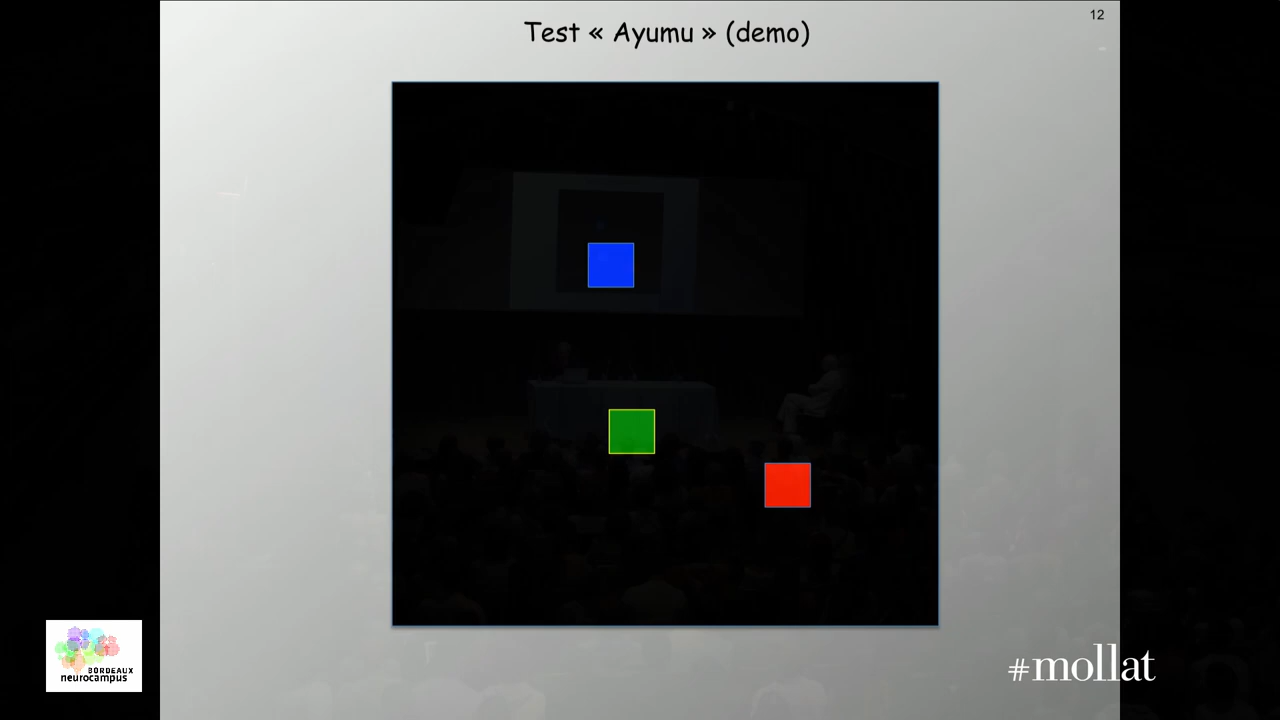 12
Test « Ayumu » (demo)
BORDEAUX
neurocampus
#mollat